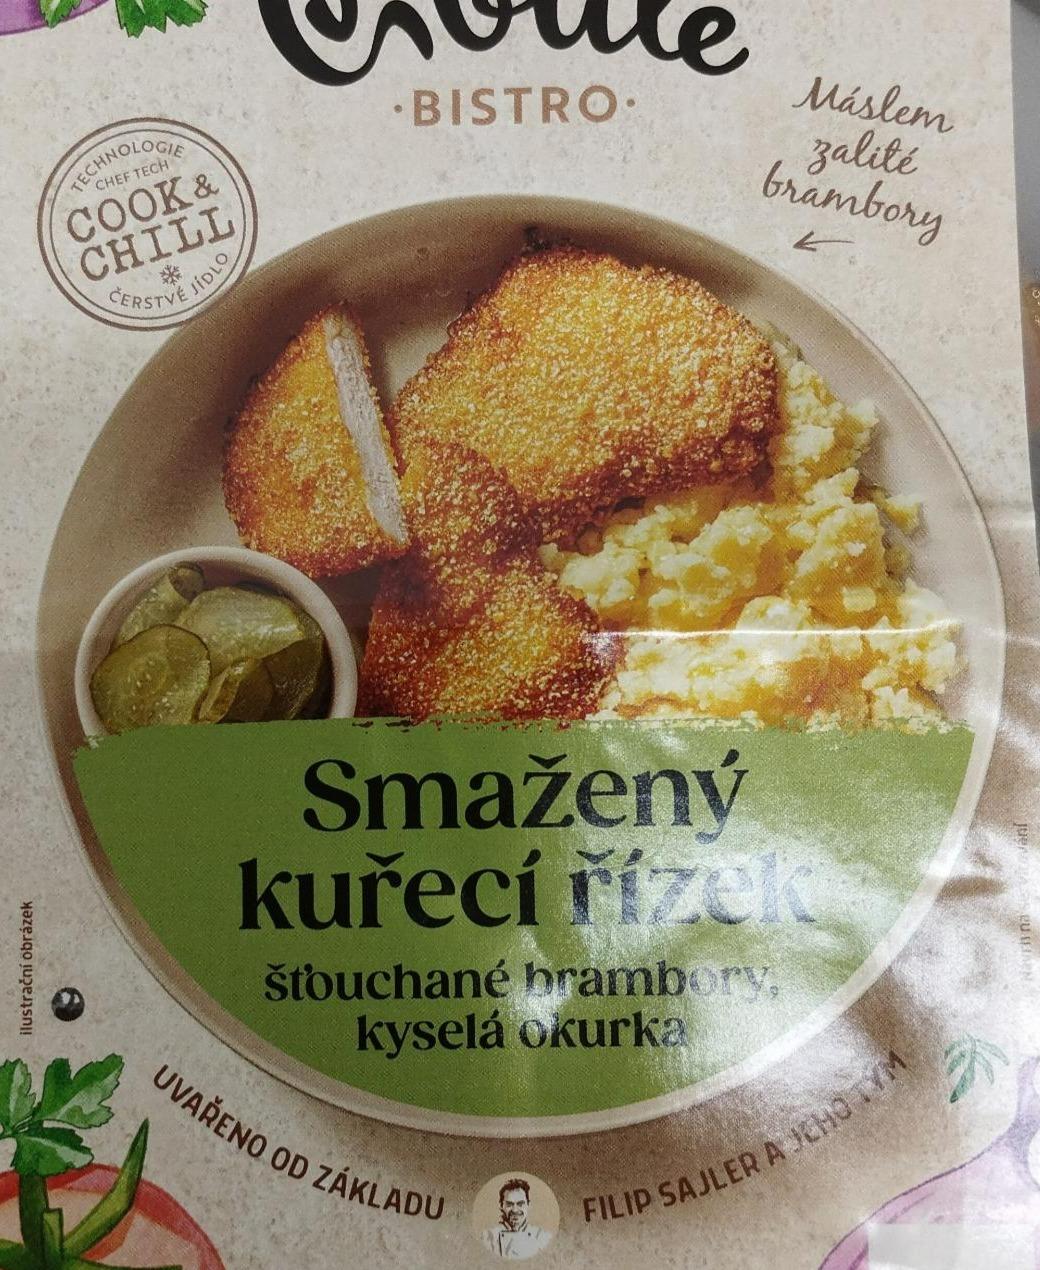 ·BISTRO·
Máslem
zalité
brambory
TECHNOLOGIE
CHEF TECH
COOK &
CHILL
ČERSTVÉ JÍDLO
Smažený
kuřecí řízek
šťouchané brambory,
kyselá okurka
ilustrační obrázek
UVAŘENO OD ZÁKLADU
FILIP SAJLER A JEHO TÝM